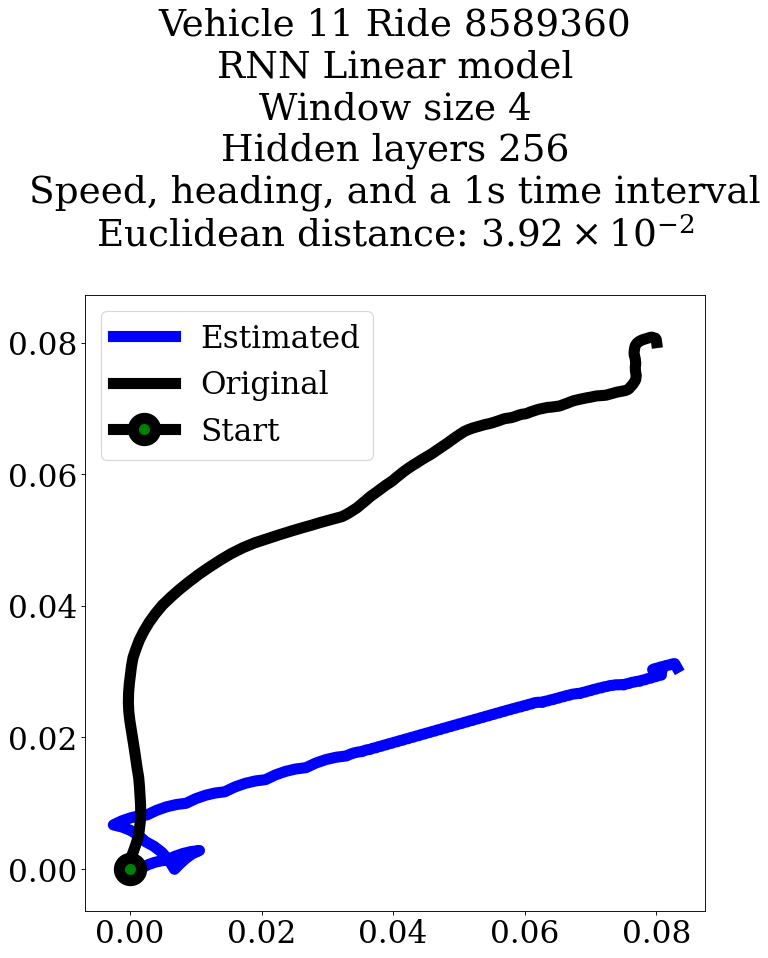 Vehicle 11 Ride 8589360
RNN Linear model
Window size 4
Hidden layers 256
Speed, heading, and a 1s time interval
Euclidean distance: 3.92 × 10⁻²
Estimated
Original
Start
0.08
0.06
0.04
0.02
0.00
0.00 0.02 0.04 0.06 0.08